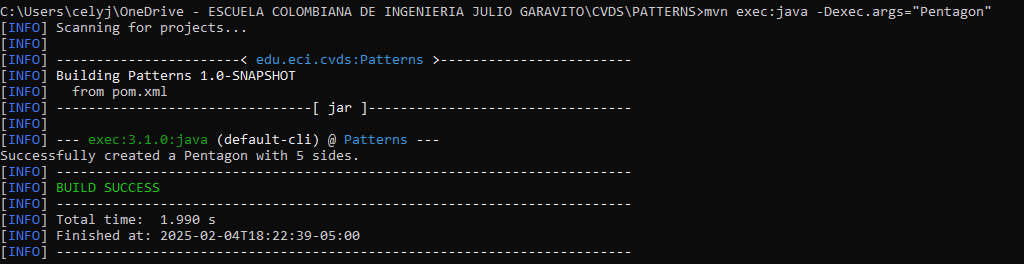 C:\Users\celyj\OneDrive - ESCUELA COLOMBIANA DE INGENIERIA JULIO GARAVITO\CVDS\PATTERNS>mvn exec:java -Dexec.args="Pentagon"
[INFO] Scanning for projects...
[INFO]
[INFO] -----------------------< edu.eci.cvds:Patterns >------------------------
[INFO] Building Patterns 1.0-SNAPSHOT
[INFO]   from pom.xml
[INFO] --------------------------------[ jar ]---------------------------------
[INFO]
[INFO] --- exec:3.1.0:java (default-cli) @ Patterns ---
Successfully created a Pentagon with 5 sides.
[INFO] ------------------------------------------------------------------------
[INFO] BUILD SUCCESS
[INFO] ------------------------------------------------------------------------
[INFO] Total time:  1.990 s
[INFO] Finished at: 2025-02-04T18:22:39-05:00
[INFO] ------------------------------------------------------------------------